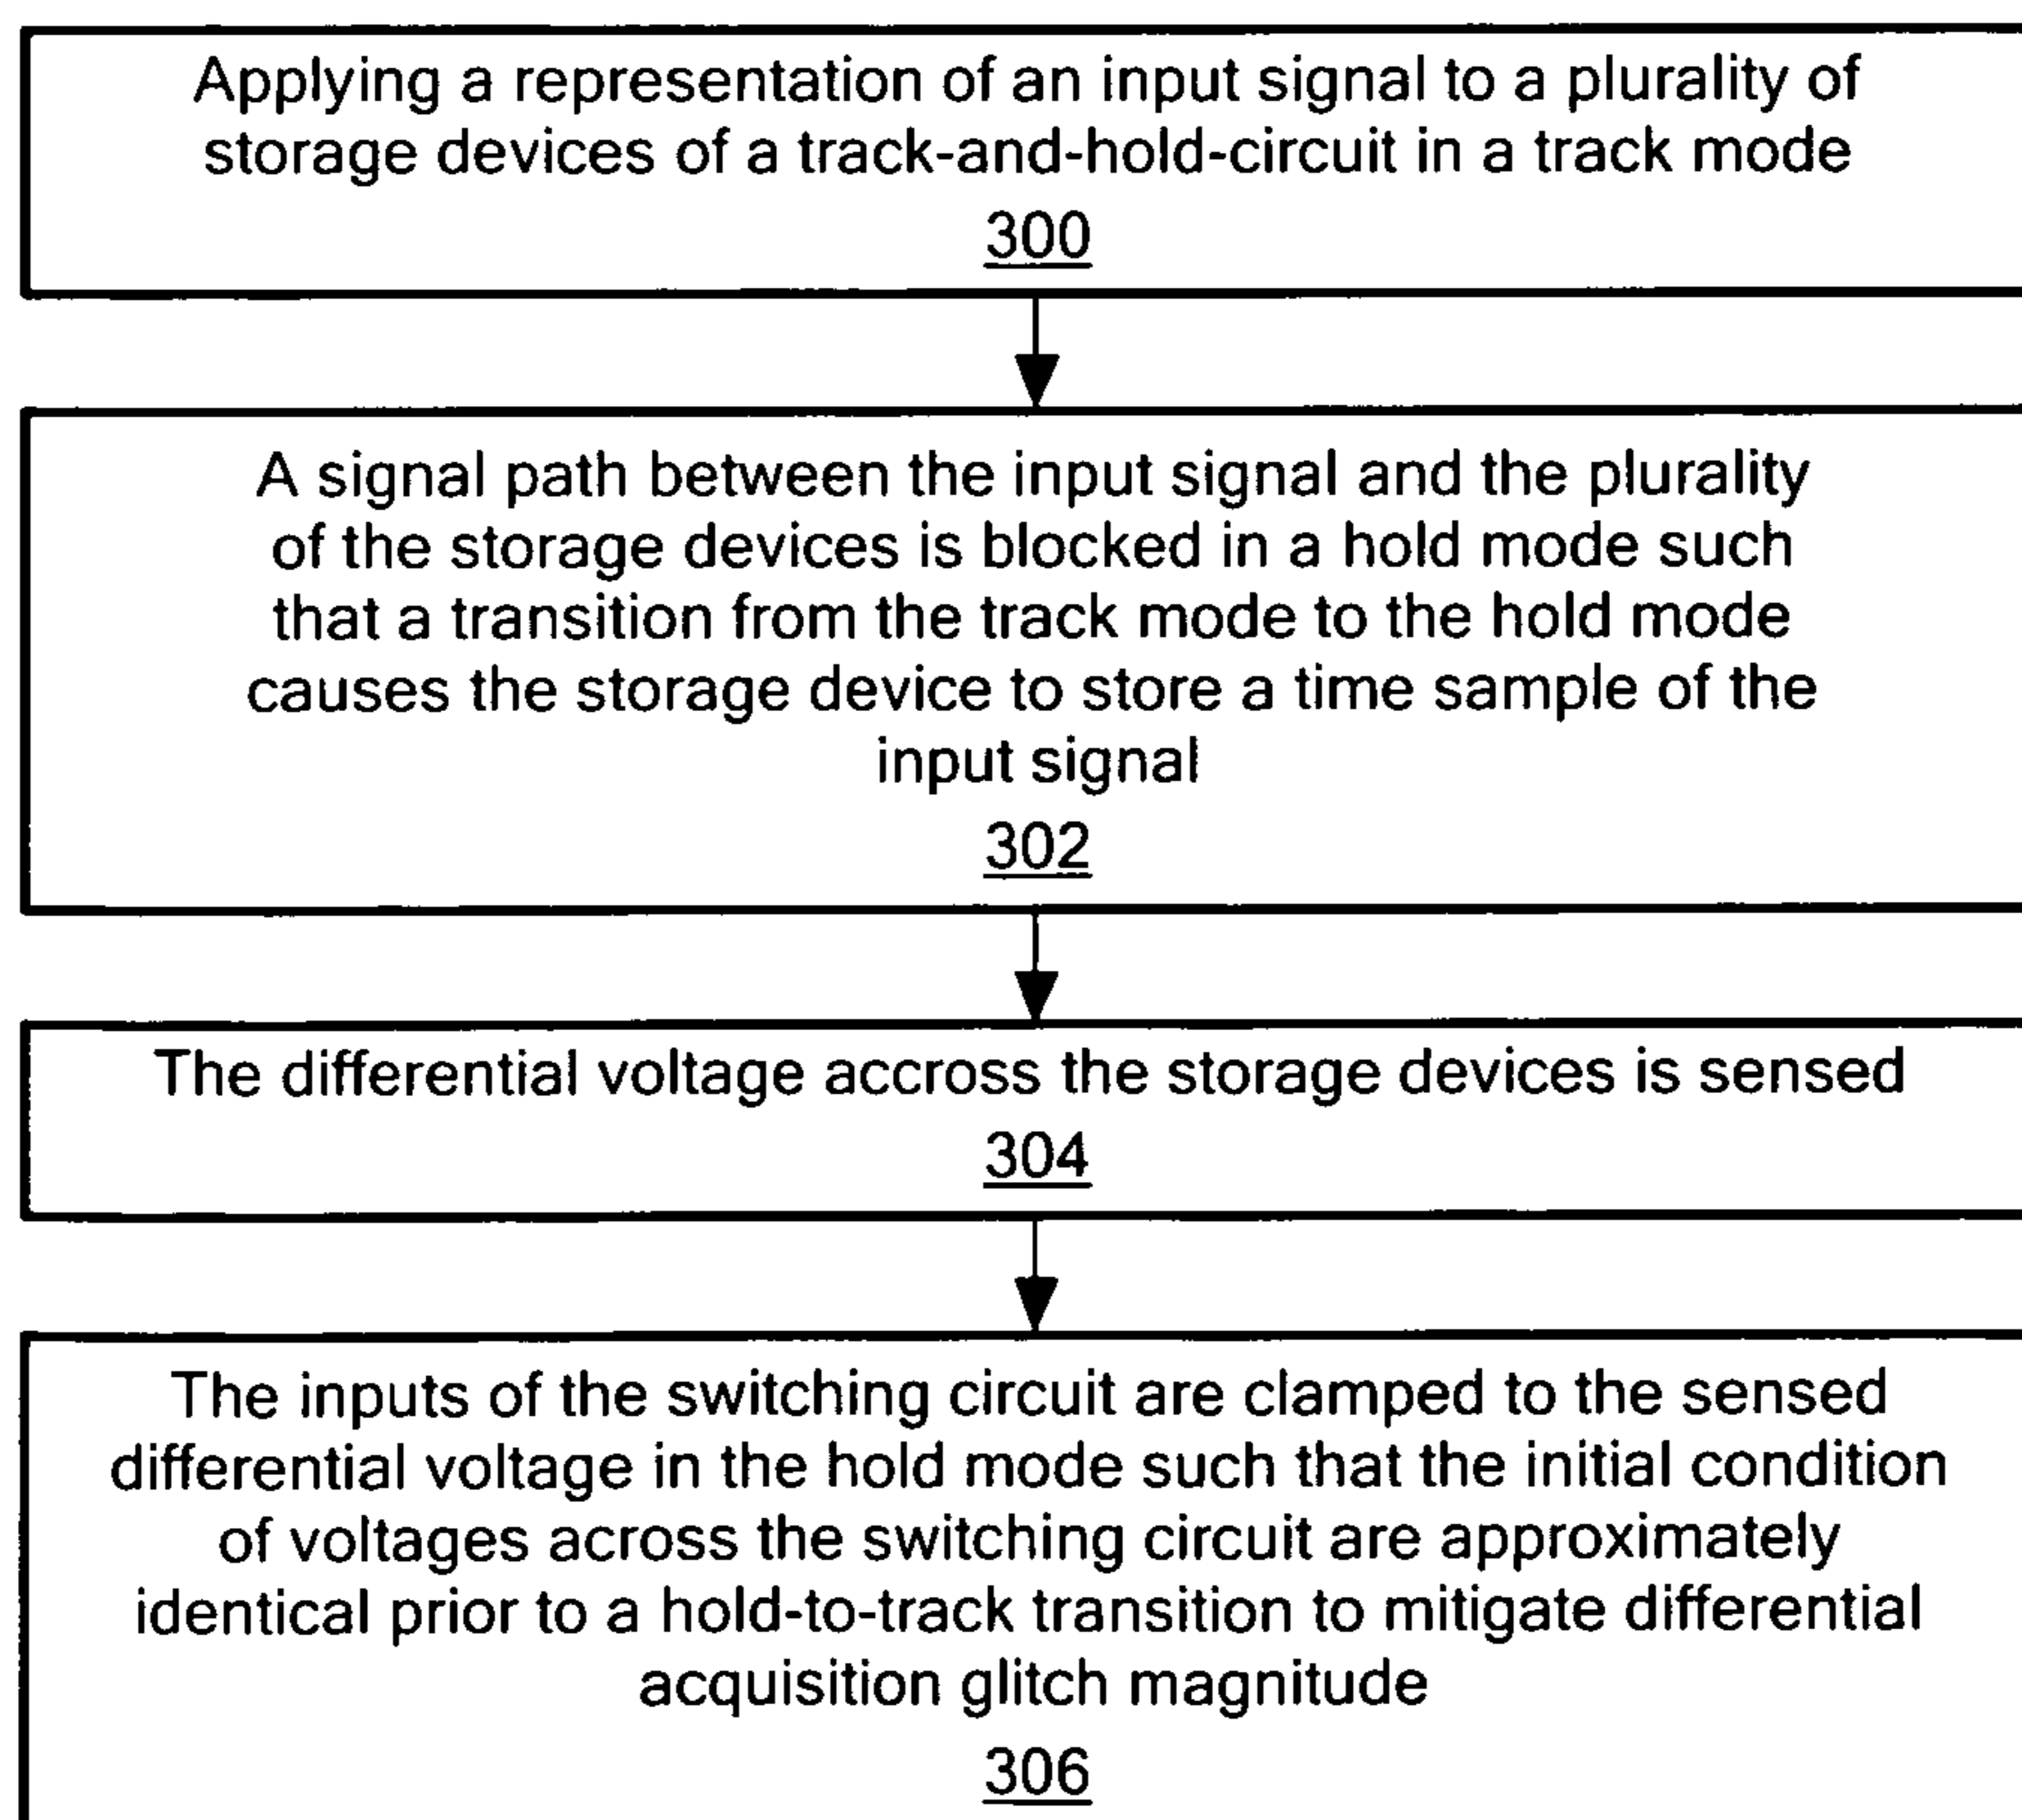 Applying a representation of an input signal to a plurality of
storage devices of a track-and-hold-circuit in a track mode
300
A signal path between the input signal and the plurality
of the storage devices is blocked in a hold mode such
that a transition from the track mode to the hold mode
causes the storage device to store a time sample of the
input signal
302
The differential voltage accross the storage devices is sensed
304
The inputs of the switching circuit are clamped to the sensed
differential voltage in the hold mode such that the initial condition
of voltages across the switching circuit are approximately
identical prior to a hold-to-track transition to mitigate differential
acquisition glitch magnitude
306